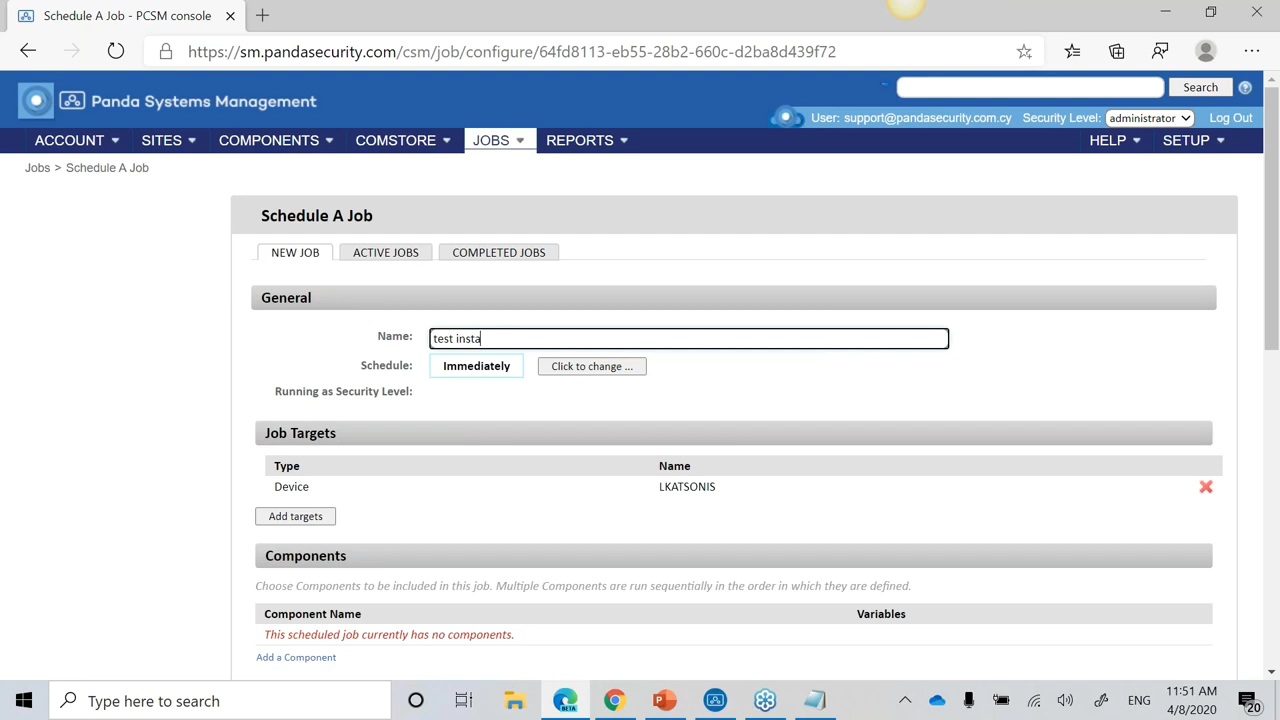 Schedule A Job - PCSM console
https://sm.pandasecurity.com/csm/job/configure/64fd8113-eb55-28b2-660c-d2ba8d439f72
Panda Systems Management
Search
User: support@pandasecurity.com.cy Security Level: administrator Log Out
ACCOUNT SITES COMPONENTS COMSTORE JOBS REPORTS HELP SETUP
Jobs > Schedule A Job
Schedule A Job
NEW JOB ACTIVE JOBS COMPLETED JOBS
General
Name: test insta
Schedule: Immediately Click to change ...
Running as Security Level:
Job Targets
Type Name
Device LKATSONIS
Add targets
Components
Choose Components to be included in this job. Multiple Components are run sequentially in the order in which they are defined.
Component Name Variables
This scheduled job currently has no components.
Add a Component
Type here to search
BETA
ENG
11:51 AM
4/8/2020
20